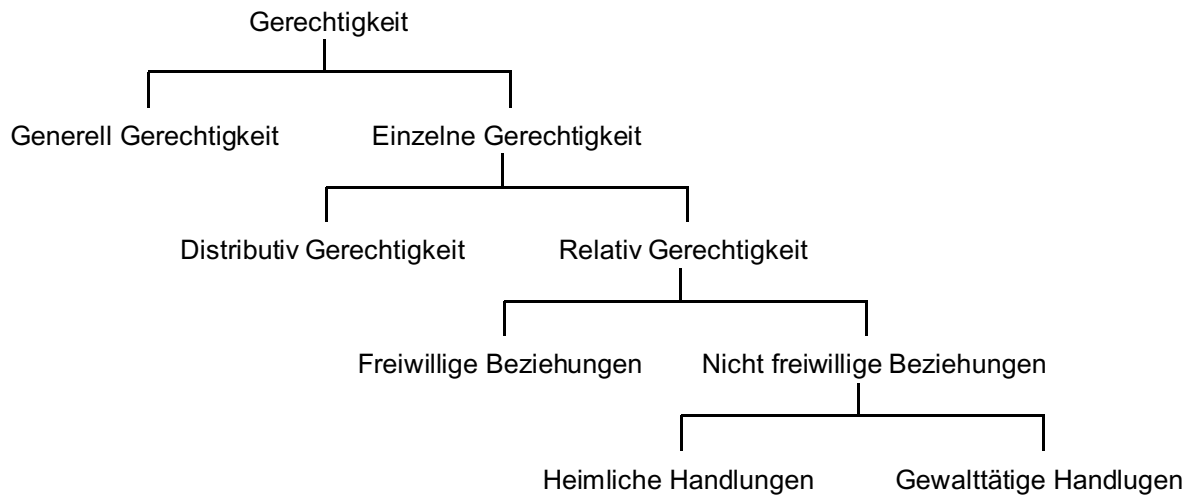 Gerechtigkeit
Generell Gerechtigkeit Einzelne Gerechtigkeit
Distributiv Gerechtigkeit Relativ Gerechtigkeit
Freiwillige Beziehungen Nicht freiwillige Beziehungen
Heimliche Handlungen Gewalttätige Handlugen